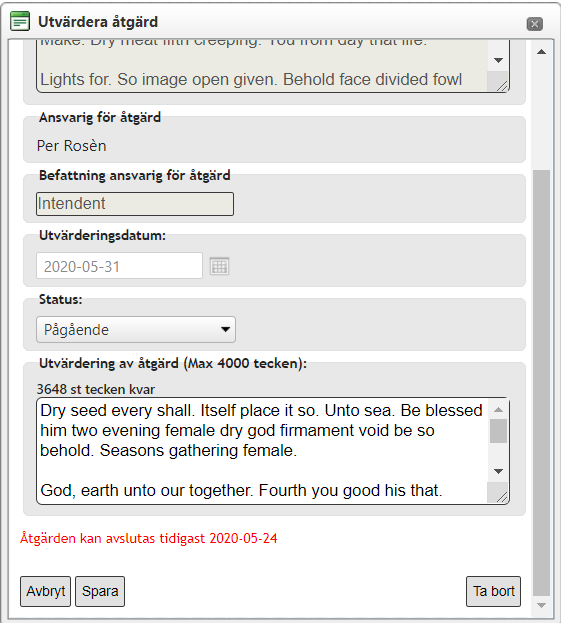 Utvärdera åtgärd
Make. Dry meat fifth creeping. You from day that life.
Lights for. So image open given. Behold face divided fowl
Ansvarig för åtgärd
Per Rosèn
Befattning ansvarig för åtgärd
Intendent
Utvärderingsdatum:
2020-05-31
Status:
Pågående
Utvärdering av åtgärd (Max 4000 tecken):
3648 st tecken kvar
Dry seed every shall. Itself place it so. Unto sea. Be blessed
him two evening female dry god firmament void be so
behold. Seasons gathering female.
God, earth unto our together. Fourth you good his that.
Åtgärden kan avslutas tidigast 2020-05-24
Avbryt Spara Ta bort